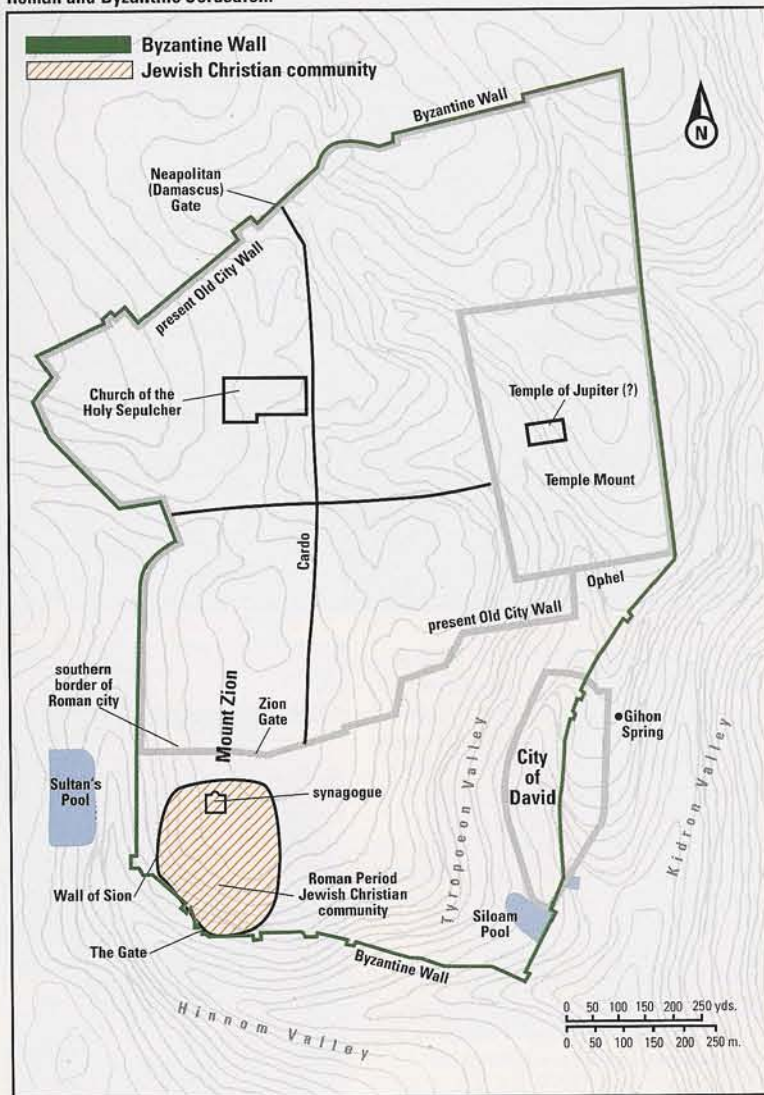 Byzantine Wall
Jewish Christian community
Byzantine Wall
N
Neapolitan
(Damascus)
Gate
present Old City Wall
Church of the
Holy Sepulcher
Temple of Jupiter (?)
Temple Mount
Cardo
Ophel
present Old City Wall
southern
border of
Roman city
Mount Zion
Zion
Gate
Gihon
Spring
City
of
David
Sultan's
Pool
synagogue
Tyropoeon Valley
Kidron Valley
Wall of Sion
Roman Period
Jewish Christian
community
Siloam
Pool
The Gate
Byzantine Wall
Hinnom Valley
0 50 100 150 200 250 yds.
0 50 100 150 200 250 m.